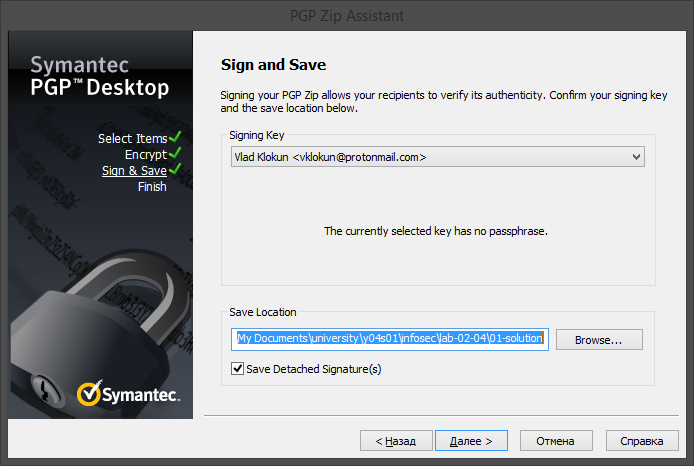 PGP Zip Assistant
Symantec
PGP™ Desktop
Select Items
Encrypt
Sign & Save
Finish
Symantec.
Sign and Save
Signing your PGP Zip allows your recipients to verify its authenticity. Confirm your signing key
and the save location below.
Signing Key
Vlad Klokun <vklokun@protonmail.com>
The currently selected key has no passphrase.
Save Location
My Documents\university\y04s01\infosec\lab-02-04\01-solution
Browse...
Save Detached Signature(s)
< Назад
Далее >
Отмена
Справка